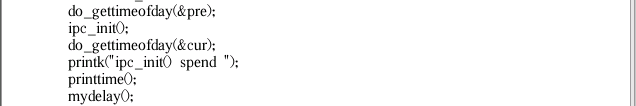 do_gettimeofday(&pre);
ipc_init();
do_gettimeofday(&cur);
printk("ipc_init() spend ");
printtime();
mydelay();